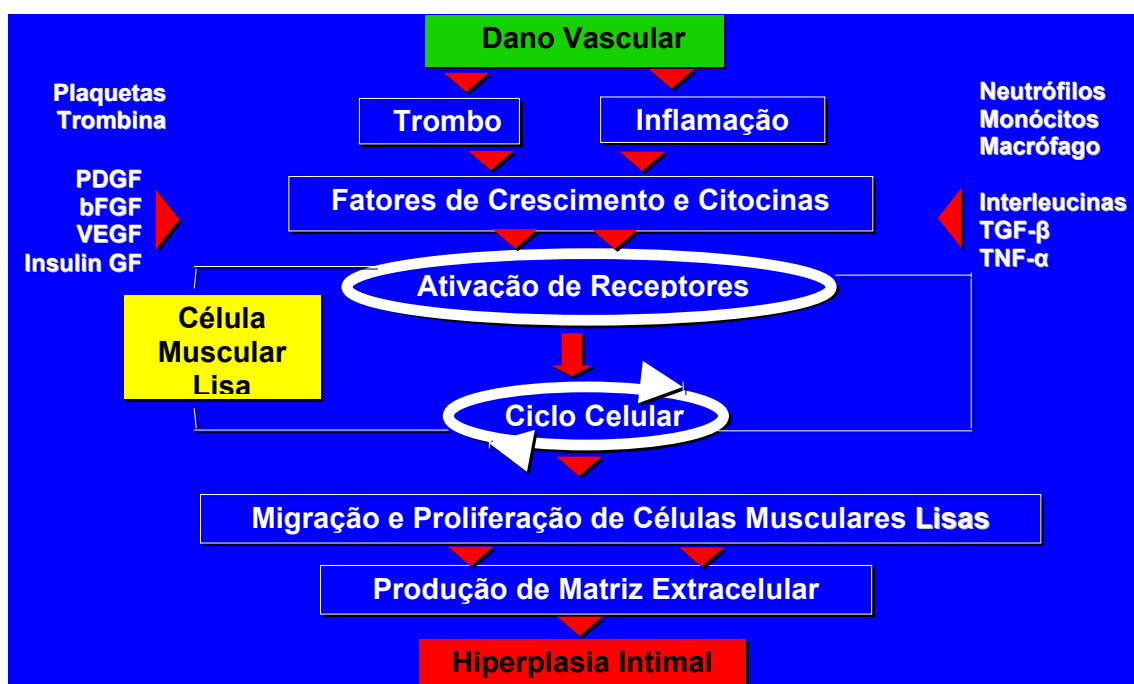 Dano Vascular
Plaquetas
Trombina
Trombo
Inflamação
Neutrófilos
Monócitos
Macrófago
PDGF
bFGF
VEGF
Insulin GF
Fatores de Crescimento e Citocinas
Interleucinas
TGF-β
TNF-α
Ativação de Receptores
Célula
Muscular
Lisa
Ciclo Celular
Migração e Proliferação de Células Musculares Lisas
Produção de Matriz Extracelular
Hiperplasia Intimal